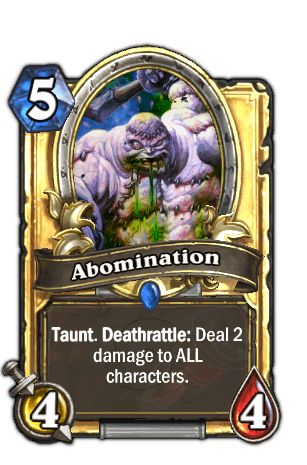 5
Abomination
Taunt. Deathrattle: Deal 2
damage to ALL
characters.
4
4